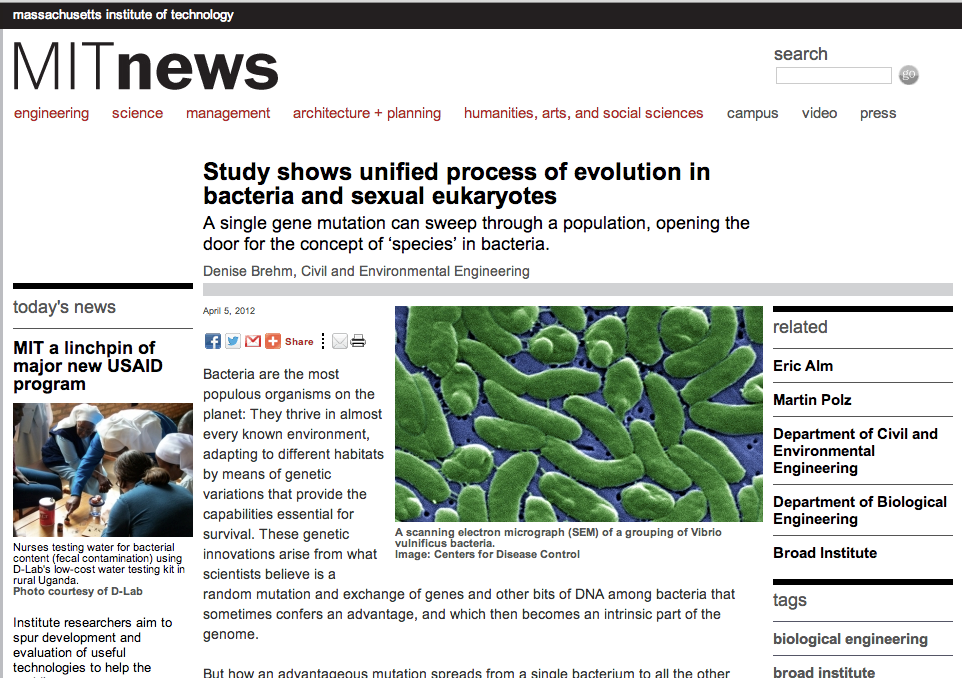 massachusetts institute of technology
MITnews
search
go
engineering science management architecture + planning humanities, arts, and social sciences campus video press
Study shows unified process of evolution in
bacteria and sexual eukaryotes
A single gene mutation can sweep through a population, opening the
door for the concept of ‘species’ in bacteria.
Denise Brehm, Civil and Environmental Engineering
today's news
MIT a linchpin of
major new USAID
program
Nurses testing water for bacterial
content (fecal contamination) using
D-Lab's low-cost water testing kit in
rural Uganda.
Photo courtesy of D-Lab
Institute researchers aim to
spur development and
evaluation of useful
technologies to help the
April 5, 2012
Share
Bacteria are the most
populous organisms on the
planet: They thrive in almost
every known environment,
adapting to different habitats
by means of genetic
variations that provide the
capabilities essential for
survival. These genetic
innovations arise from what
scientists believe is a
random mutation and exchange of genes and other bits of DNA among bacteria that
sometimes confers an advantage, and which then becomes an intrinsic part of the
genome.
But how an advantageous mutation spreads from a single bacterium to all the other
A scanning electron micrograph (SEM) of a grouping of Vibrio
vulnificus bacteria.
Image: Centers for Disease Control
related
Eric Alm
Martin Polz
Department of Civil and
Environmental
Engineering
Department of Biological
Engineering
Broad Institute
tags
biological engineering
broad institute